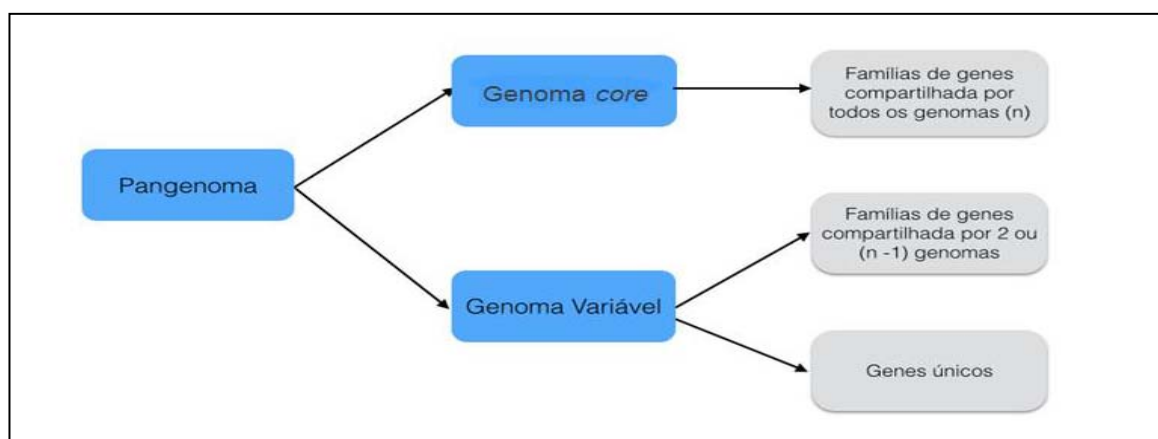 Pangenoma
Genoma core
Famílias de genes
compartilhada por
todos os genomas (n)
Genoma Variável
Famílias de genes
compartilhada por 2 ou
(n -1) genomas
Genes únicos